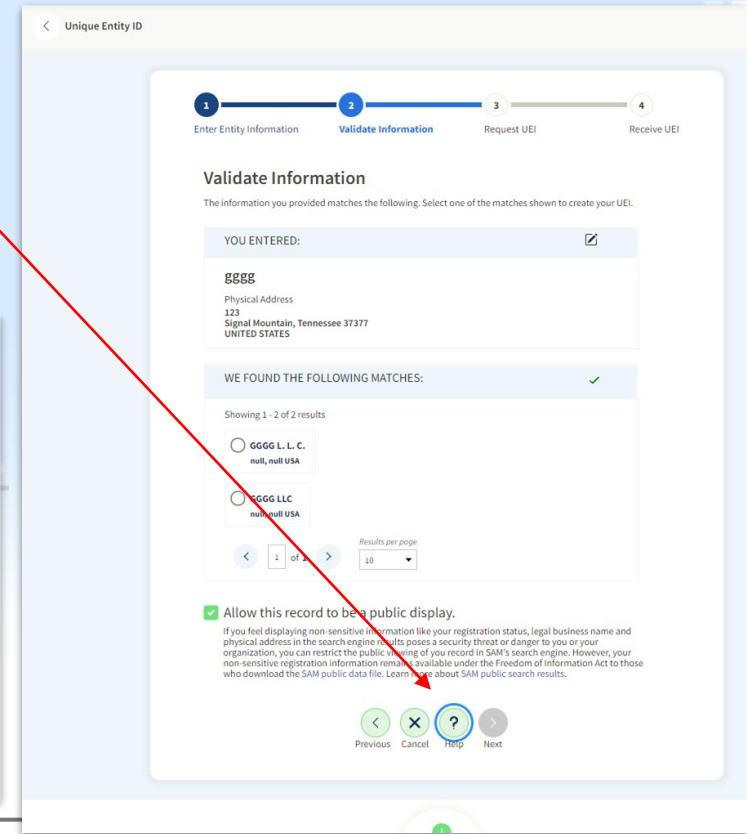 Unique Entity ID
1
2
3
4
Enter Entity Information Validate Information Request UEI Receive UEI
Validate Information
The information you provided matches the following. Select one of the matches shown to create your UEI.
YOU ENTERED:
gggg
Physical Address
123
Signal Mountain, Tennessee 37377
UNITED STATES
WE FOUND THE FOLLOWING MATCHES:
Showing 1 - 2 of 2 results
GGGG L. L. C.
null, null USA
GGGG LLC
null, null USA
Results per page
1 of 1 10
Allow this record to be a public display.
If you feel displaying non-sensitive information like your registration status, legal business name and
physical address in the search engine results poses a security threat or danger to you or your
organization, you can restrict the public viewing of you record in SAM's search engine. However, your
non-sensitive registration information remains available under the Freedom of Information Act to those
who download the SAM public data file. Learn more about SAM public search results.
?
Previous Cancel Help Next